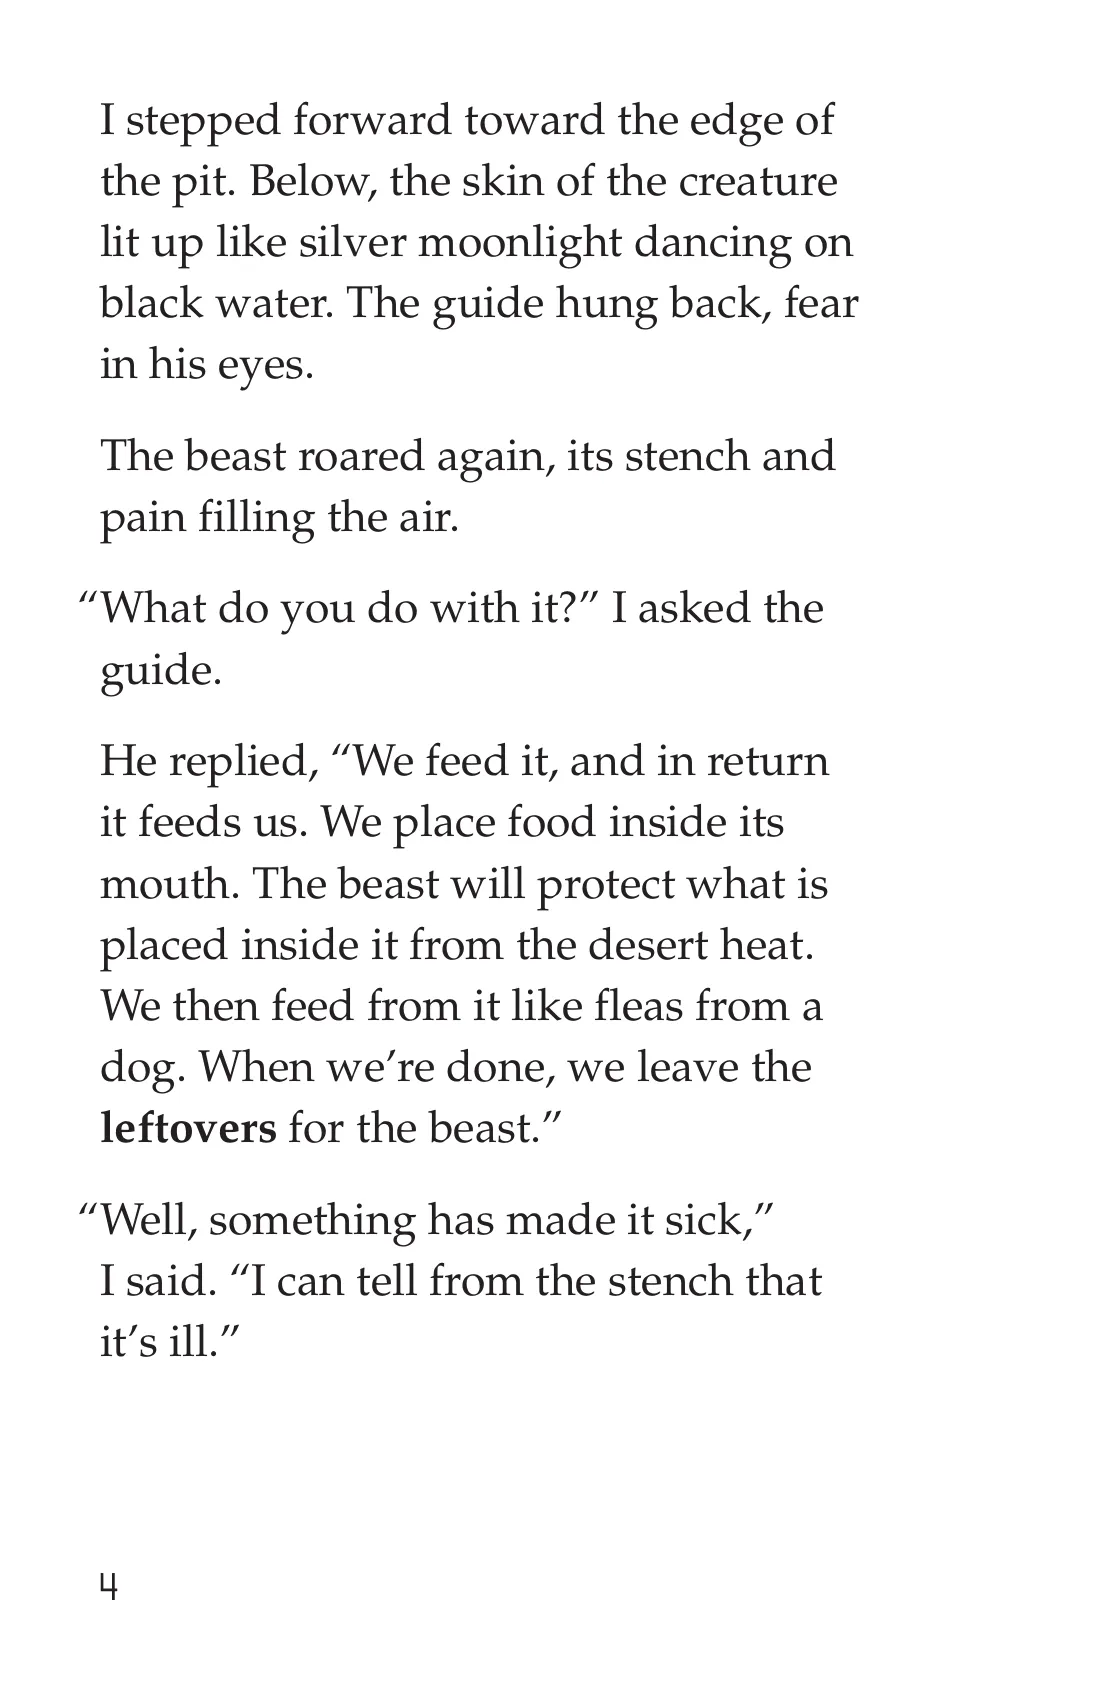 I stepped forward toward the edge of
the pit. Below, the skin of the creature
lit up like silver moonlight dancing on
black water. The guide hung back, fear
in his eyes.
The beast roared again, its stench and
pain filling the air.
“What do you do with it?” I asked the
guide.
He replied, “We feed it, and in return
it feeds us. We place food inside its
mouth. The beast will protect what is
placed inside it from the desert heat.
We then feed from it like fleas from a
dog. When we’re done, we leave the
leftovers for the beast.”
“Well, something has made it sick,”
I said. “I can tell from the stench that
it’s ill.”
4